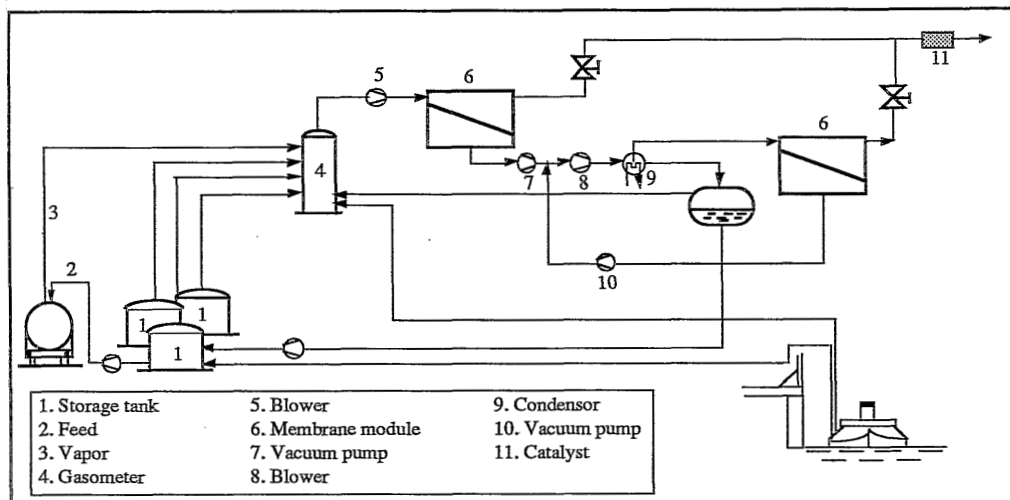 5
6
11
6
4
7
8
9
3
10
2
1
1
1
1. Storage tank
2. Feed
3. Vapor
4. Gasometer
5. Blower
6. Membrane module
7. Vacuum pump
8. Blower
9. Condensor
10. Vacuum pump
11. Catalyst